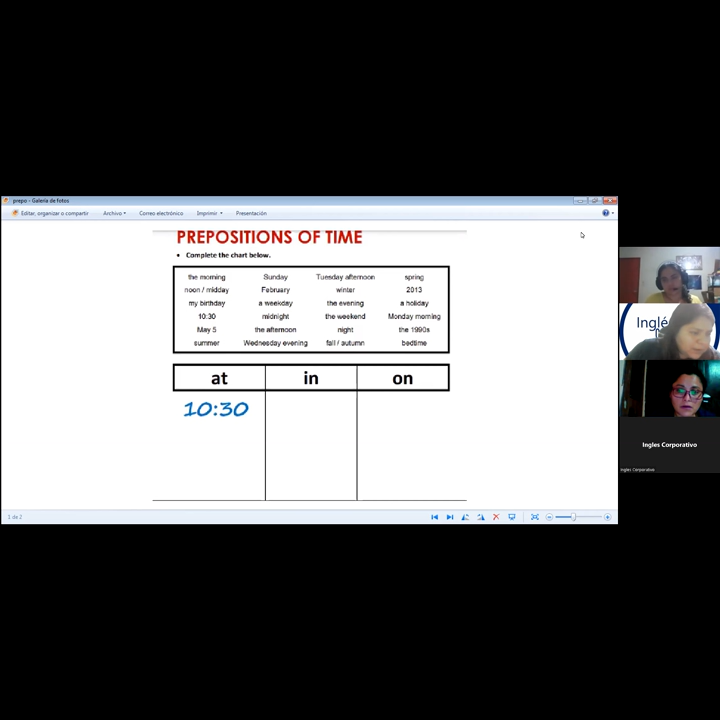 prepo - Galería de fotos
Editar, organizar o compartir Archivo Correo electrónico Imprimir Presentación
PREPOSITIONS OF TIME
• Complete the chart below.
the morning Sunday Tuesday afternoon spring
noon / midday February winter 2013
my birthday a weekday the evening a holiday
10:30 midnight the weekend Monday morning
May 5 the afternoon night the 1990s
summer Wednesday evening fall / autumn bedtime
at in on
10:30
1 de 2
Inglé
Ingles Corporativo
Ingles Corporativo